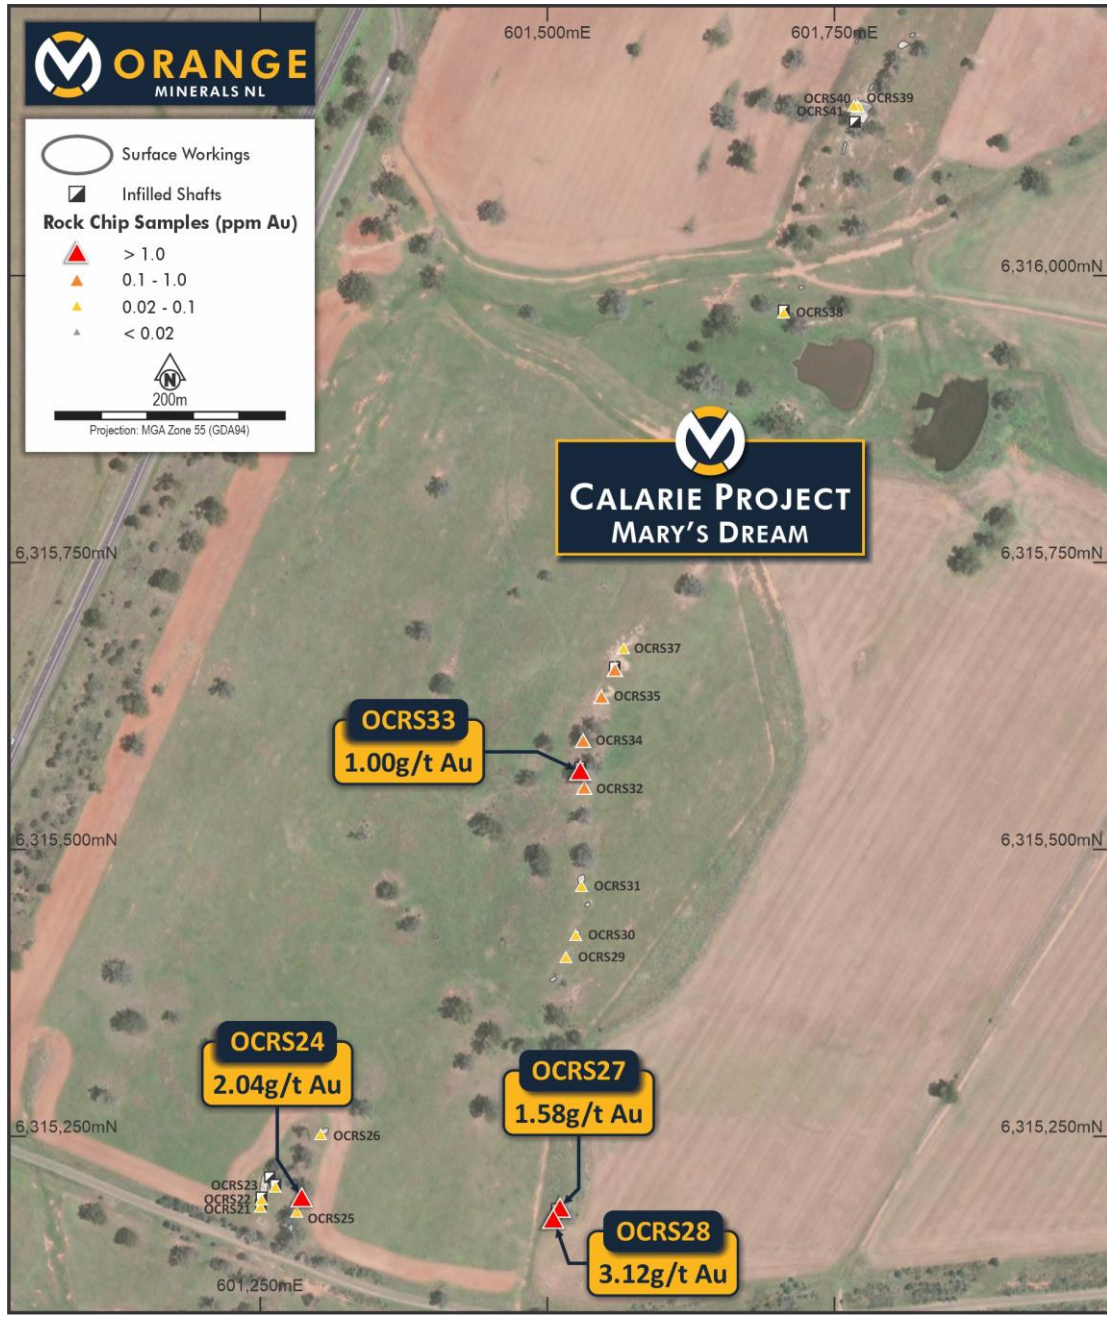 ORANGE
MINERALS NL
Surface Workings
Infilled Shafts
Rock Chip Samples (ppm Au)
> 1.0
0.1 - 1.0
0.02 - 0.1
< 0.02
N
200m
Projection: MGA Zone 55 (GDA94)
601,500mE
601,750mE
OCRS40
OCRS39
OCRS41
6,316,000mN
OCRS38
CALARIE PROJECT
MARY'S DREAM
6,315,750mN
6,315,750mN
OCRS37
OCRS35
OCRS33
1.00g/t Au
OCRS34
OCRS32
6,315,500mN
6,315,500mN
OCRS31
OCRS30
OCRS29
OCRS24
2.04g/t Au
OCRS27
1.58g/t Au
6,315,250mN
6,315,250mN
OCRS26
OCRS23
OCRS22
OCRS21
OCRS25
OCRS28
3.12g/t Au
601,250mE